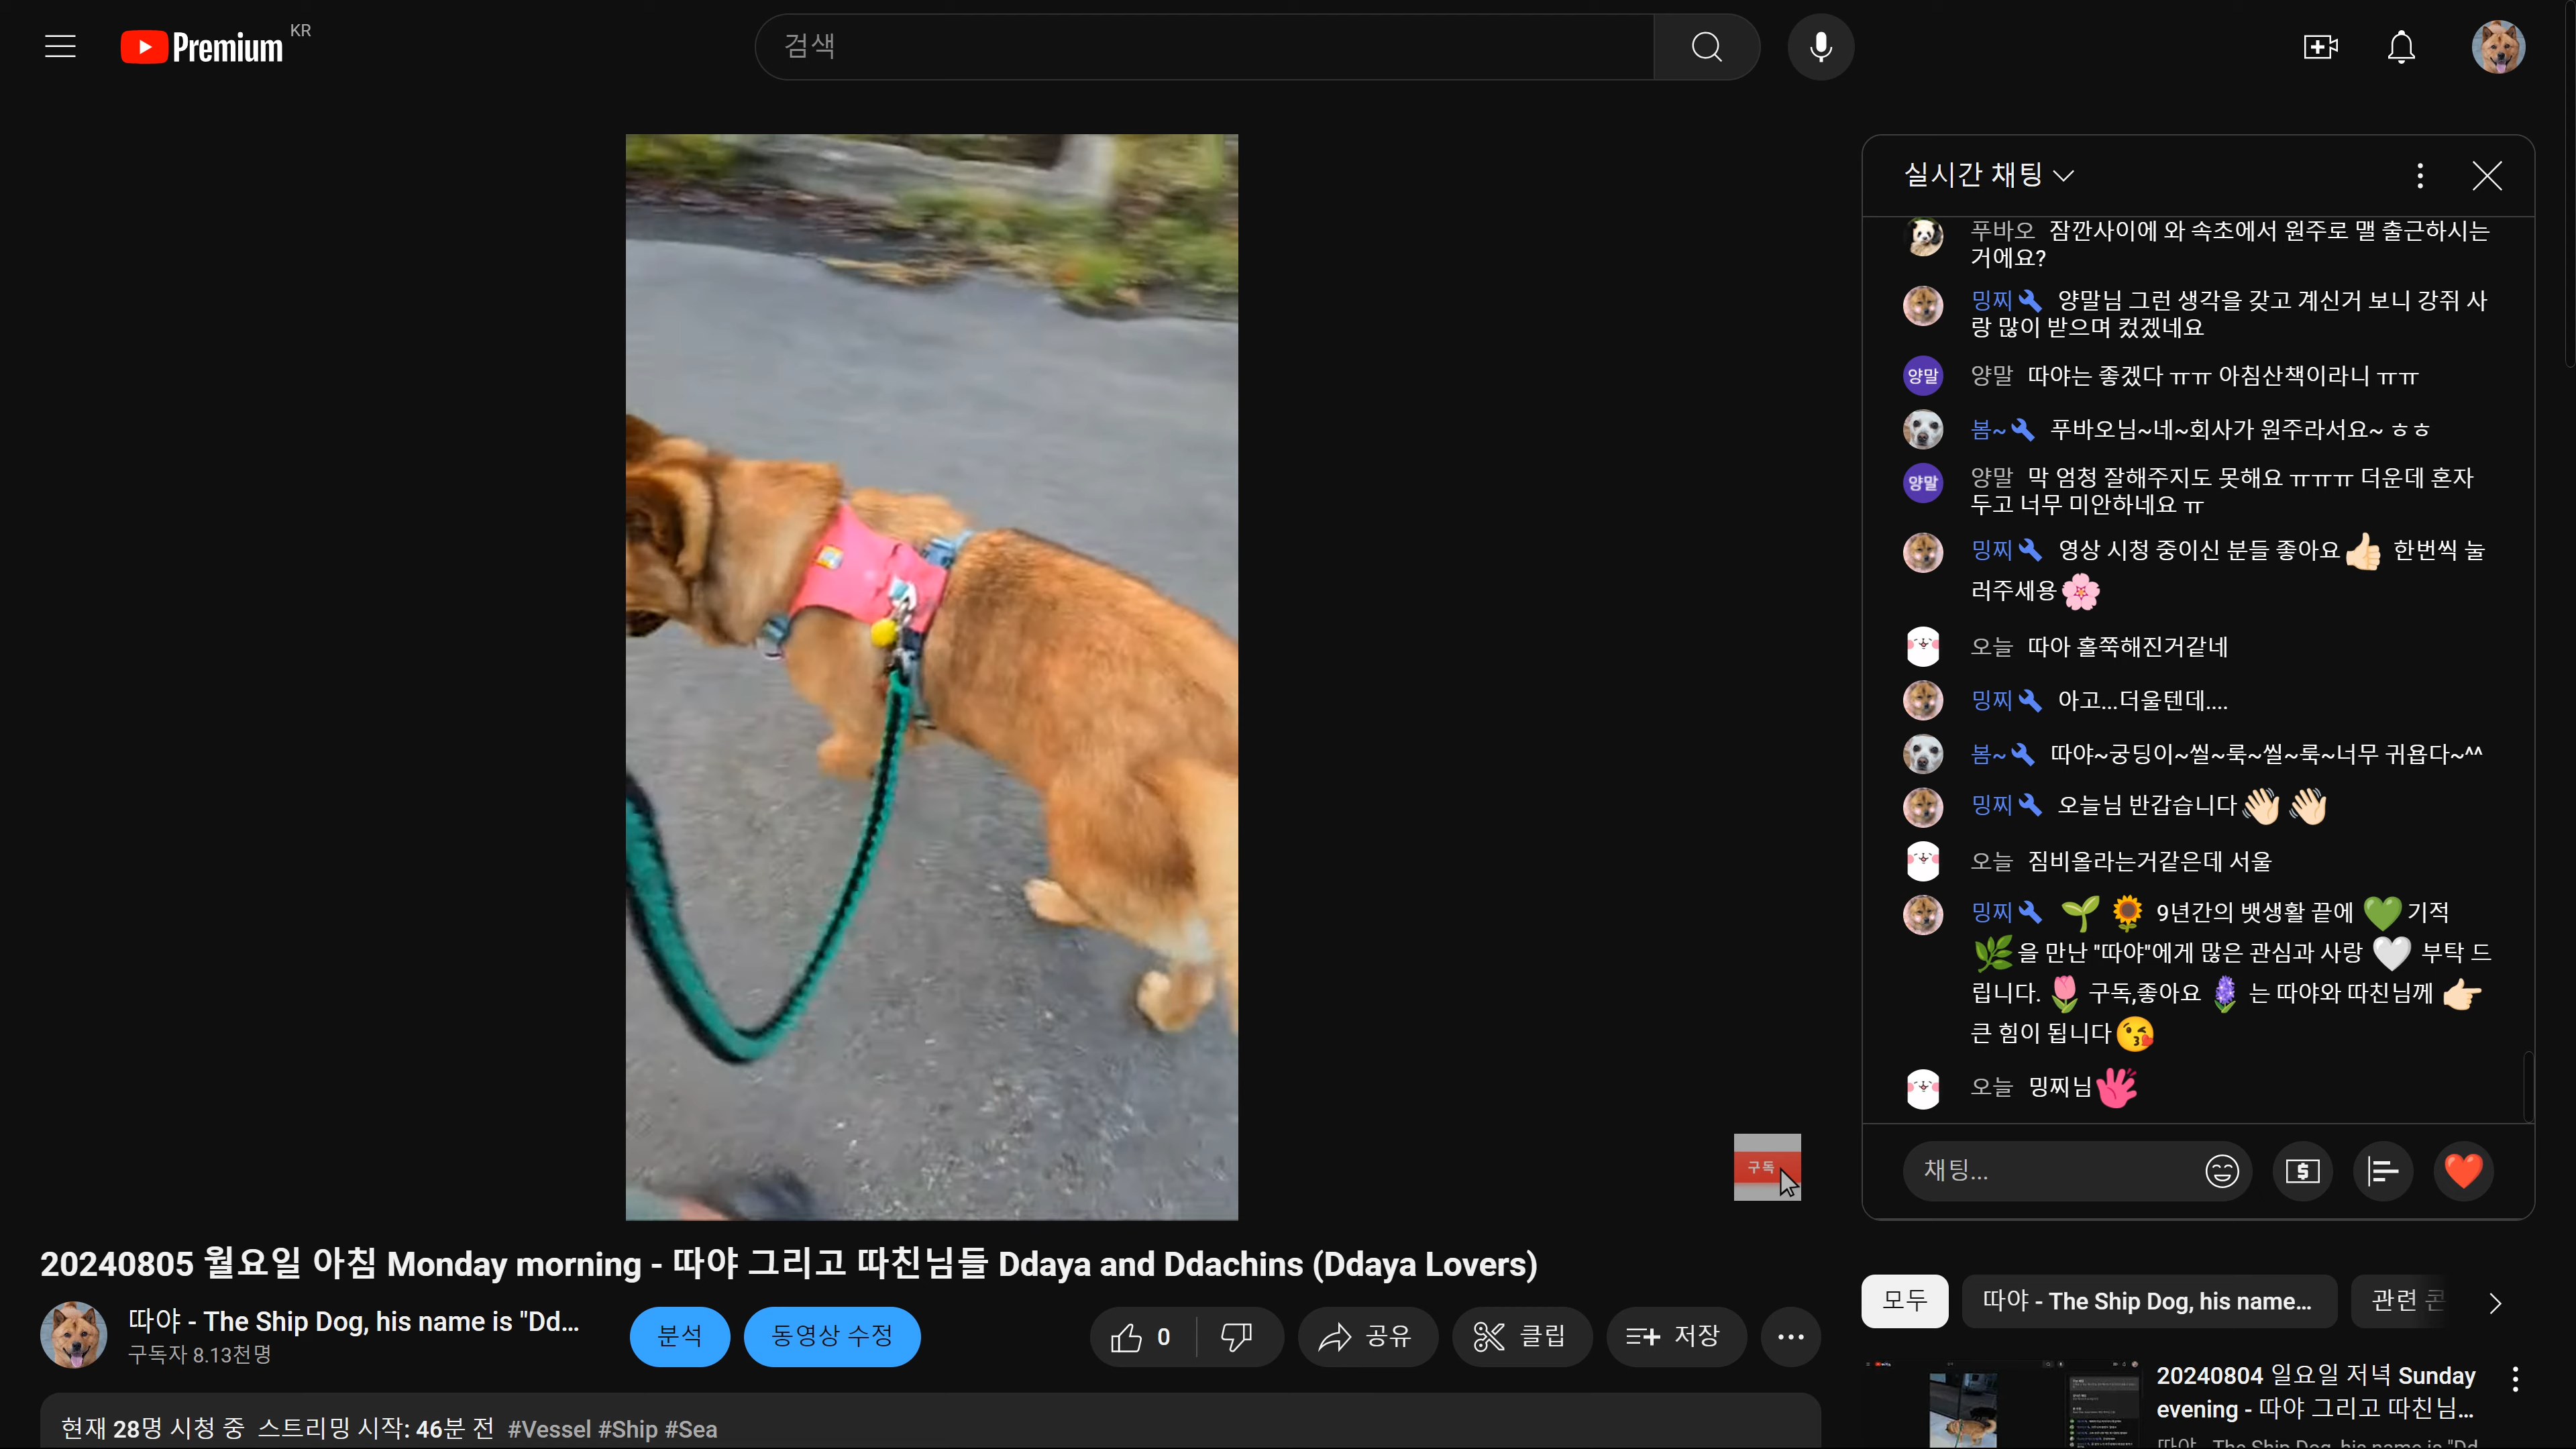 Premium KR
검색
실시간 채팅
푸바오 잠깐사이에 와 속초에서 원주로 맬 출근하시는
거에요?
밍찌 양말님 그런 생각을 갖고 계신거 보니 강쥐 사
랑 많이 받으며 컸겠네요
양말 양말 따야는 좋겠다 ㅠㅠ 아침산책이라니 ㅠㅠ
봄~ 푸바오님~네~회사가 원주라서요~ ㅎㅎ
양말 양말 막 엄청 잘해주지도 못해요 ㅠㅠㅠ 더운데 혼자
두고 너무 미안하네요 ㅠ
밍찌 영상 시청 중이신 분들 좋아요👍🏻 한번씩 눌
러주세용🌸
오늘 따아 홀쭉해진거같네
밍찌 아고...더울텐데....
봄~ 따야~궁딩이~씰~룩~씰~룩~너무 귀욥다~^^
밍찌 오늘님 반갑습니다👋🏻👋🏻
오늘 짐비올라는거같은데 서울
밍찌 🌱🌻 9년간의 뱃생활 끝에 💚기적
🌿을 만난 "따야"에게 많은 관심과 사랑 🤍 부탁 드
립니다. 🌷 구독,좋아요 🪻 는 따야와 따친님께 👉🏻
큰 힘이 됩니다😘
오늘 밍찌님
채팅...
구독
20240805 월요일 아침 Monday morning - 따야 그리고 따친님들 Ddaya and Ddachins (Ddaya Lovers)
따야 - The Ship Dog, his name is "Dd...
구독자 8.13천명
분석
동영상 수정
0
공유
클립
저장
현재 28명 시청 중 스트리밍 시작: 46분 전 #Vessel #Ship #Sea
모두
따야 - The Ship Dog, his name...
관련 콘
20240804 일요일 저녁 Sunday
evening - 따야 그리고 따친님...
따야 - The Ship Dog, his name is "Dd